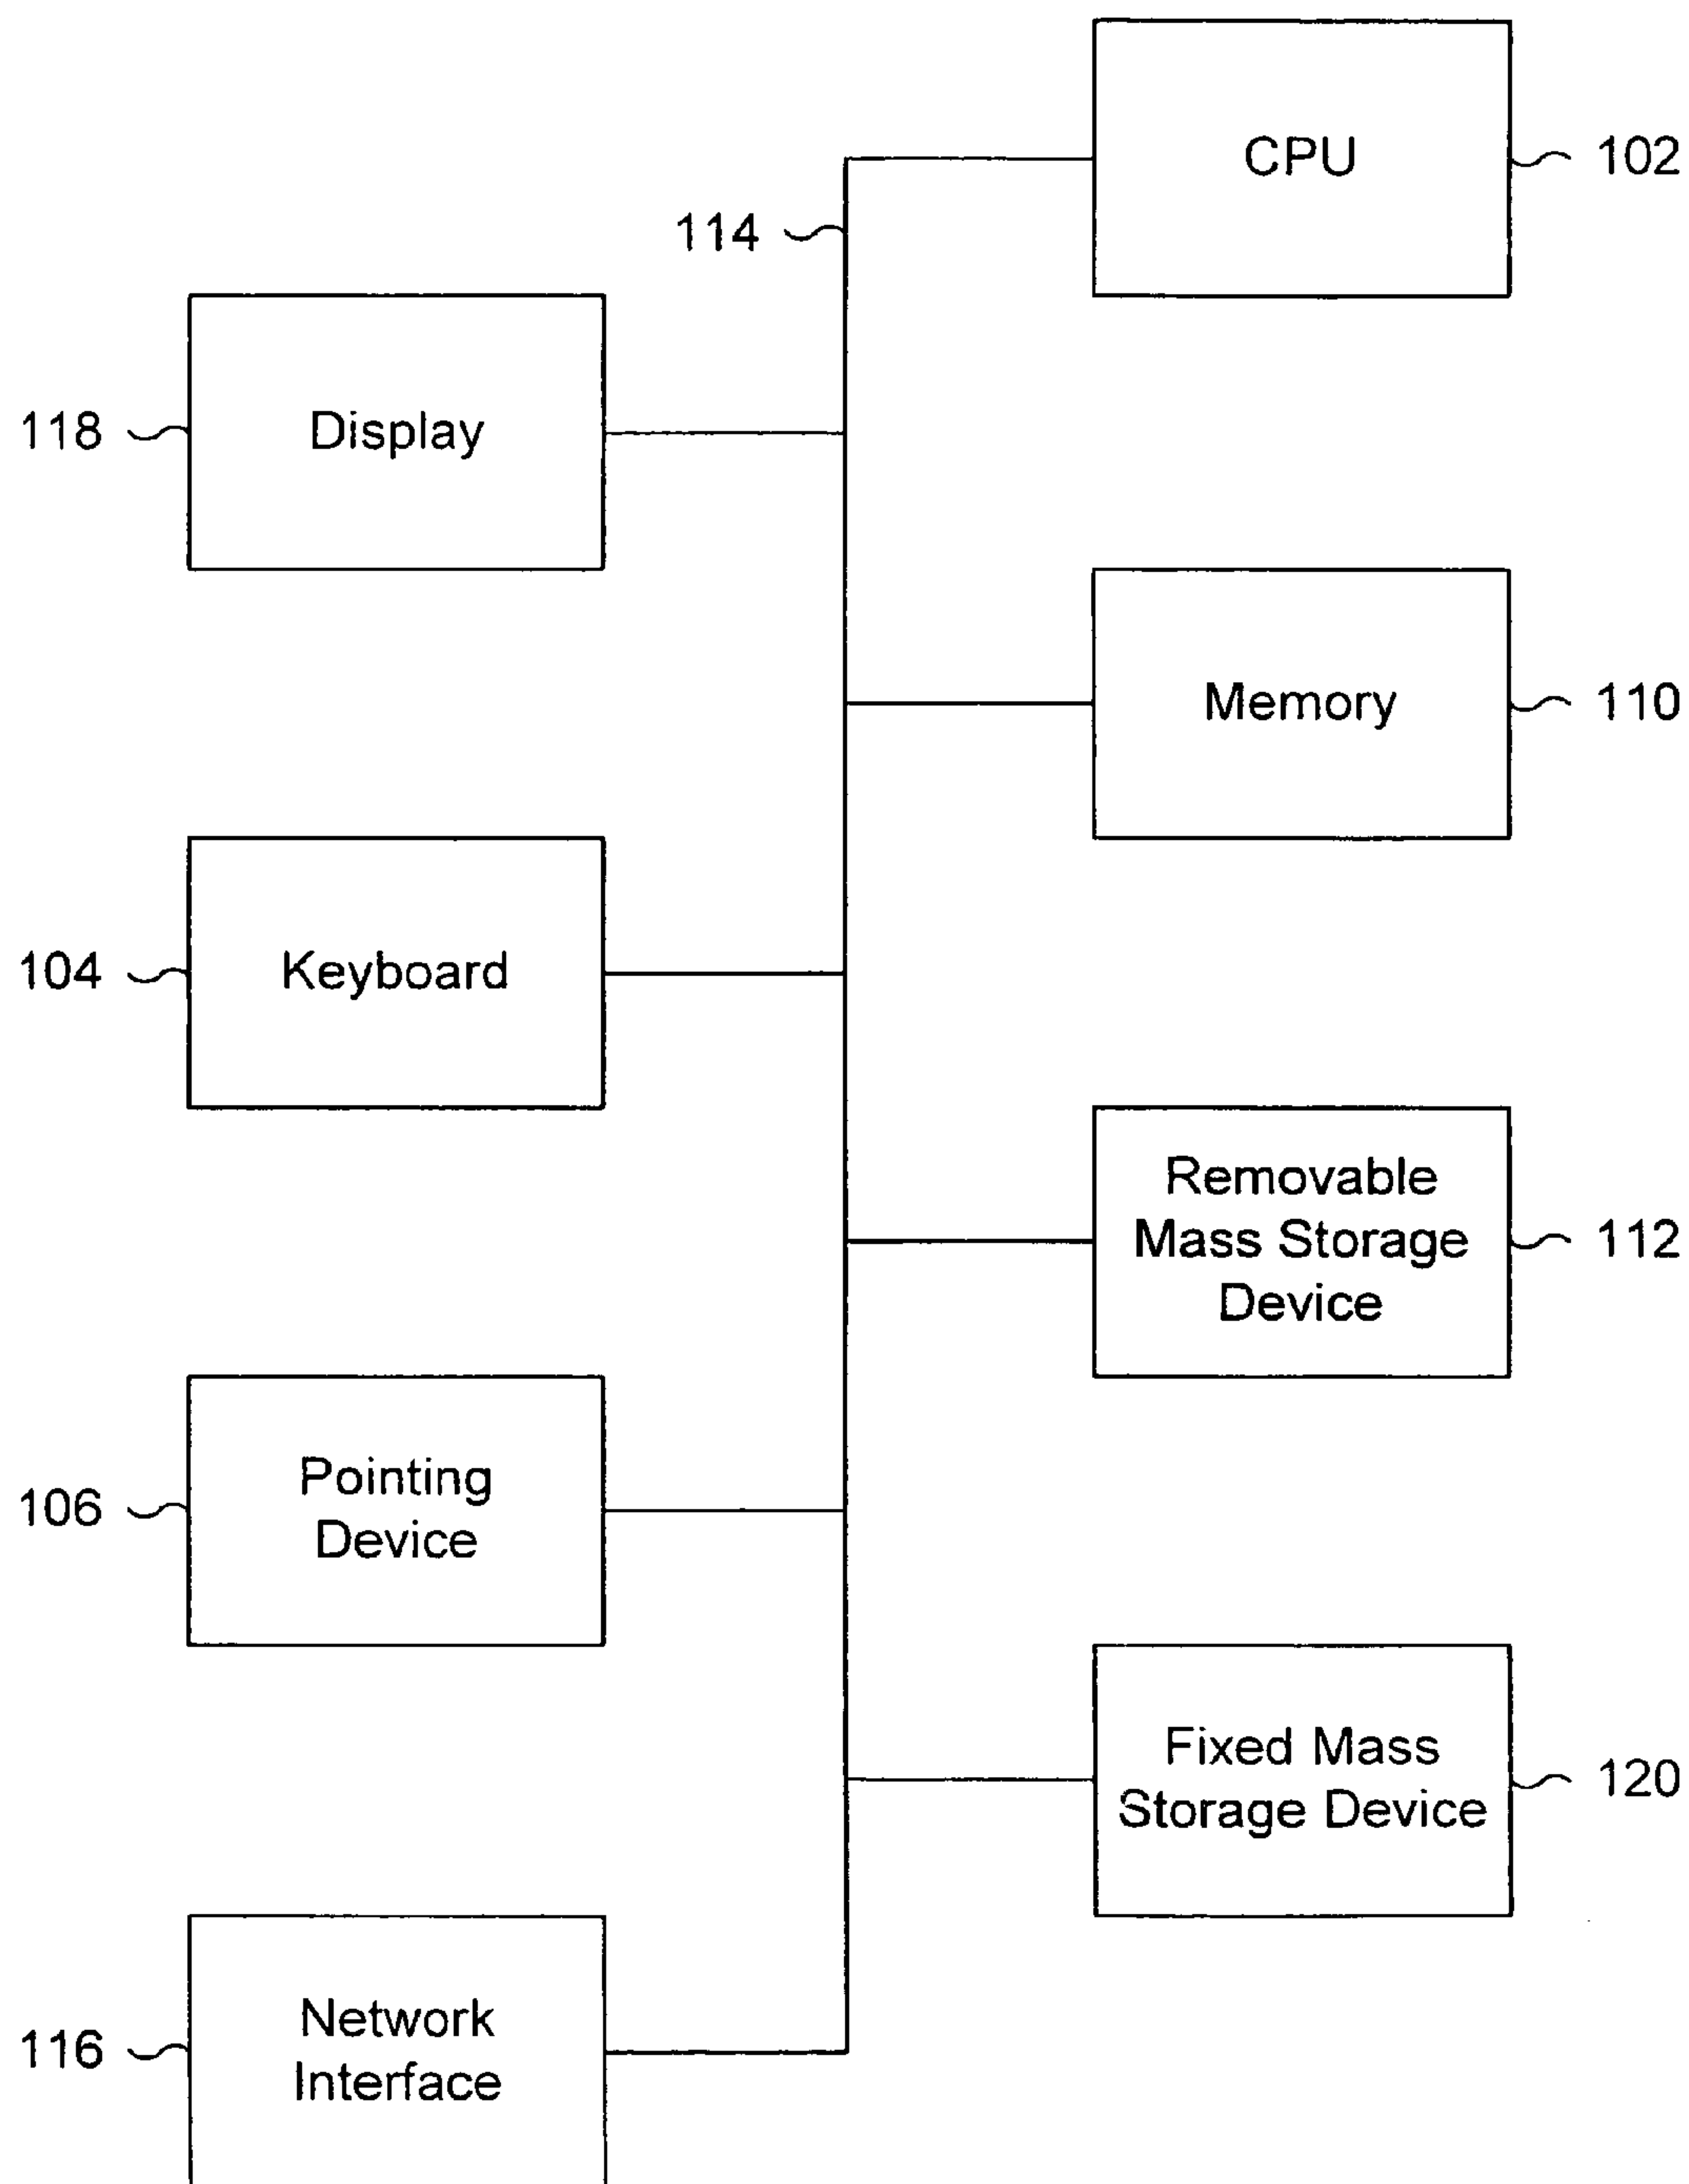 CPU
102
114
118
Display
Memory
110
104
Keyboard
Removable
Mass Storage
Device
112
106
Pointing
Device
Fixed Mass
Storage Device
120
116
Network
Interface